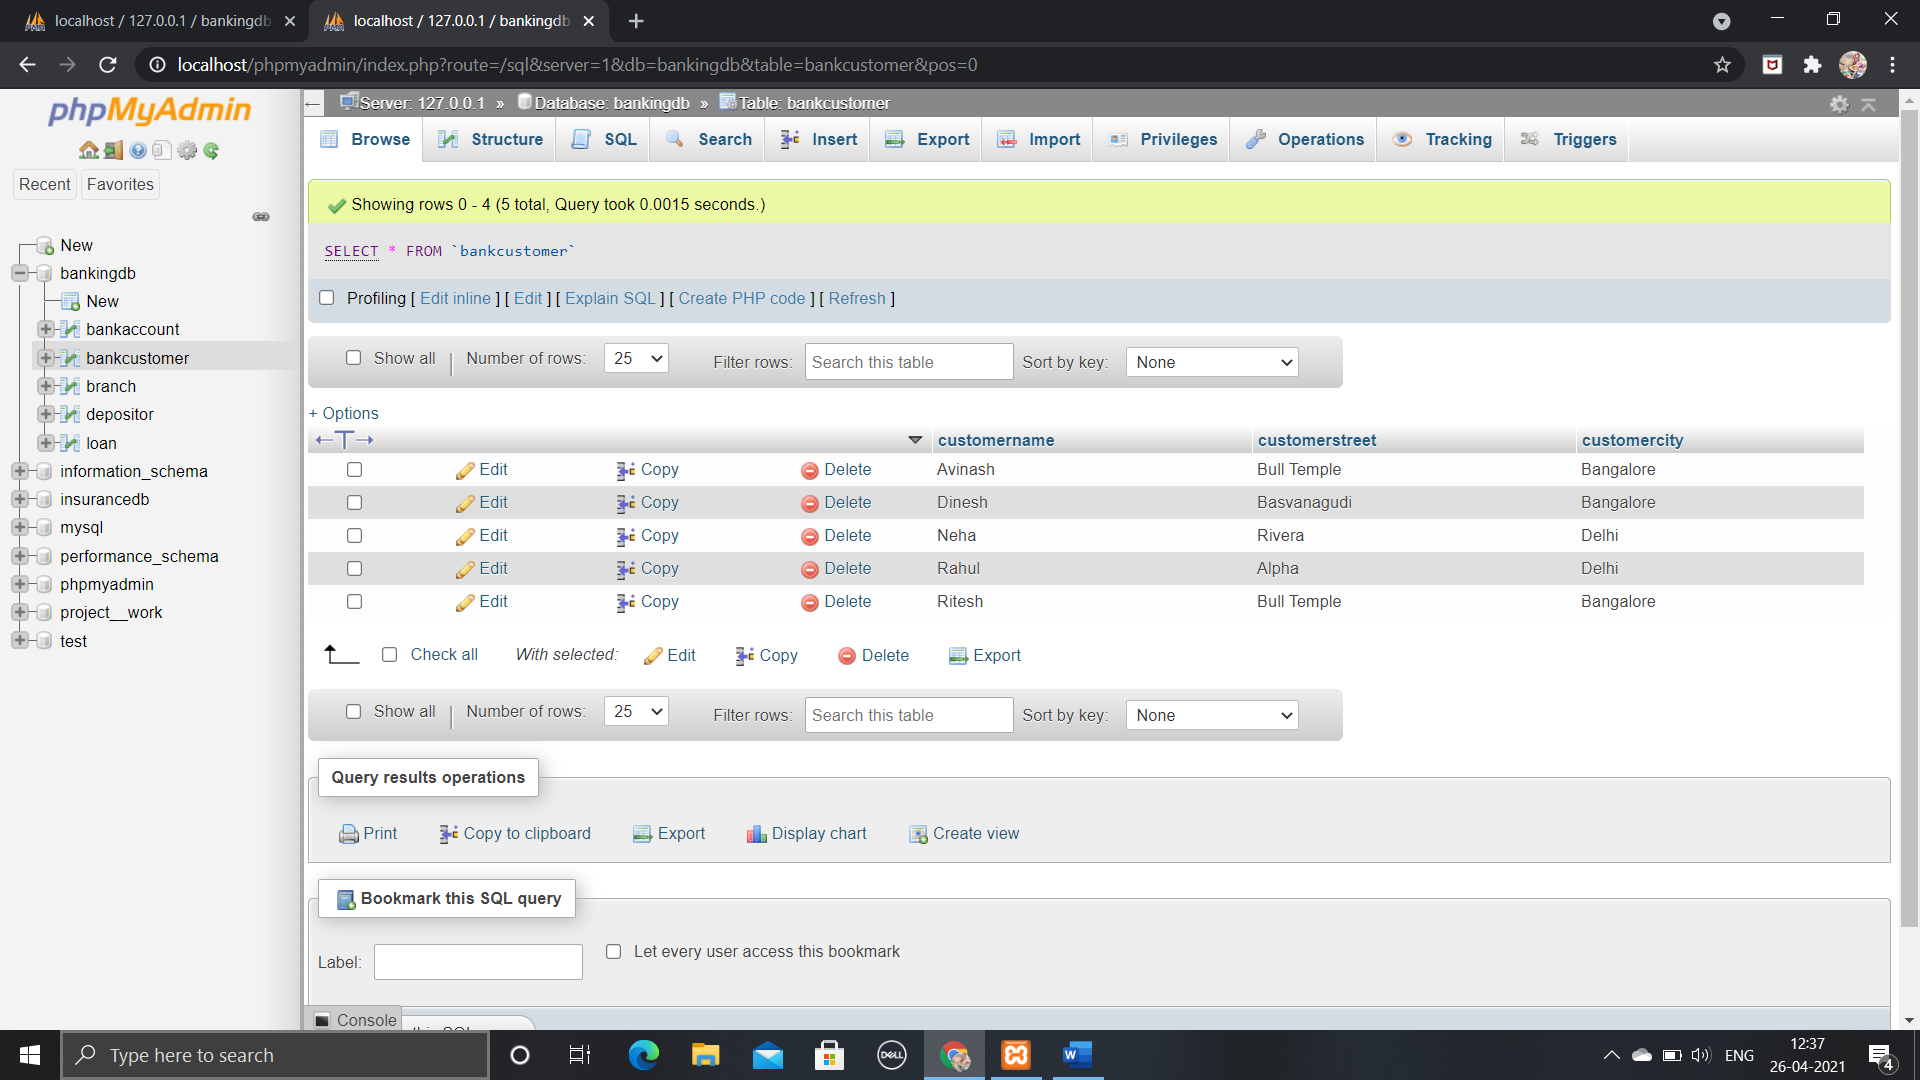 localhost / 127.0.0.1 / bankingdb
localhost / 127.0.0.1 / bankingdb
localhost/phpmyadmin/index.php?route=/sql&server=1&db=bankingdb&table=bankcustomer&pos=0
phpMyAdmin
Recent Favorites
New
bankingdb
New
bankaccount
bankcustomer
branch
depositor
loan
information_schema
insurancedb
mysql
performance_schema
phpmyadmin
project__work
test
Server: 127.0.0.1 » Database: bankingdb » Table: bankcustomer
Browse Structure SQL Search Insert Export Import Privileges Operations Tracking Triggers
Showing rows 0 - 4 (5 total, Query took 0.0015 seconds.)
SELECT * FROM `bankcustomer`
Profiling [ Edit inline ] [ Edit ] [ Explain SQL ] [ Create PHP code ] [ Refresh ]
Show all Number of rows: 25 Filter rows: Search this table Sort by key: None
+ Options
←T→ customername customerstreet customercity
Edit Copy Delete Avinash Bull Temple Bangalore
Edit Copy Delete Dinesh Basvanagudi Bangalore
Edit Copy Delete Neha Rivera Delhi
Edit Copy Delete Rahul Alpha Delhi
Edit Copy Delete Ritesh Bull Temple Bangalore
Check all With selected: Edit Copy Delete Export
Show all Number of rows: 25 Filter rows: Search this table Sort by key: None
Query results operations
Print Copy to clipboard Export Display chart Create view
Bookmark this SQL query
Label: Let every user access this bookmark
Console
Type here to search
DELL
W
ENG
12:37
26-04-2021
4